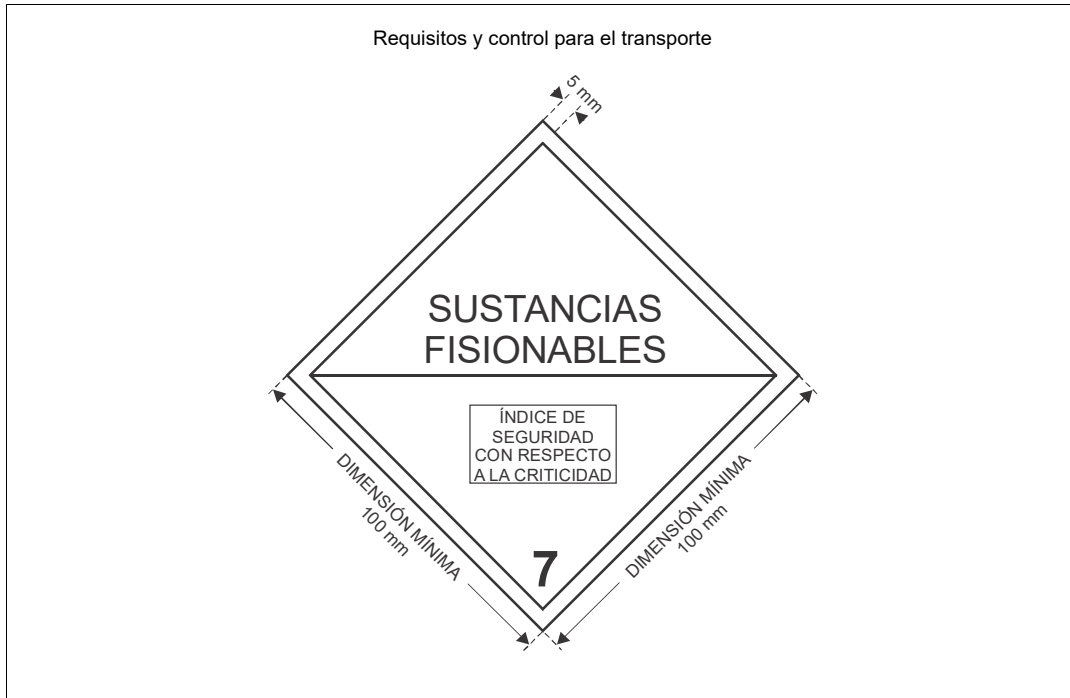 Requisitos y control para el transporte
5 mm
SUSTANCIAS
FISIONABLES
ÍNDICE DE
SEGURIDAD
CON RESPECTO
A LA CRITICIDAD
DIMENSIÓN MÍNIMA
100 mm
DIMENSIÓN MÍNIMA
100 mm
7